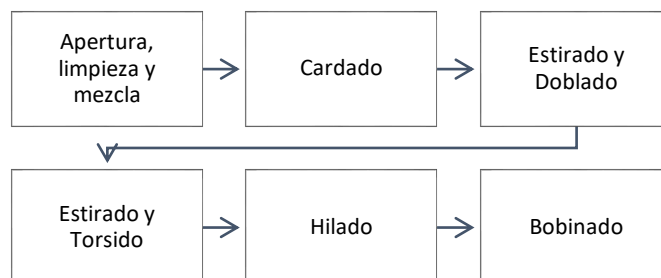 Apertura,
limpieza y
mezcla
Cardado
Estirado y
Doblado
Estirado y
Torsido
Hilado
Bobinado